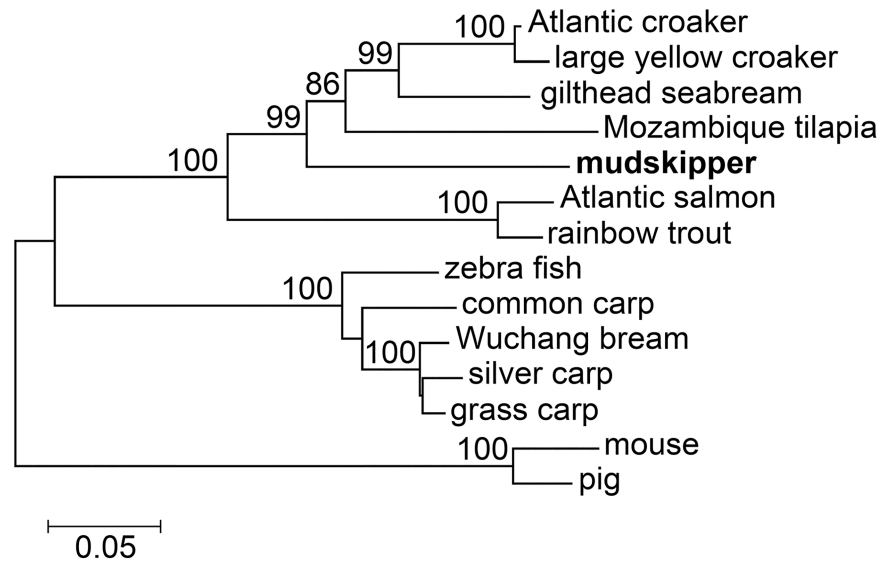 100 Atlantic croaker
99 large yellow croaker
86 gilthead seabream
99 Mozambique tilapia
100 mudskipper
100 Atlantic salmon
rainbow trout
zebra fish
100 common carp
100 Wuchang bream
silver carp
grass carp
100 mouse
pig
0.05